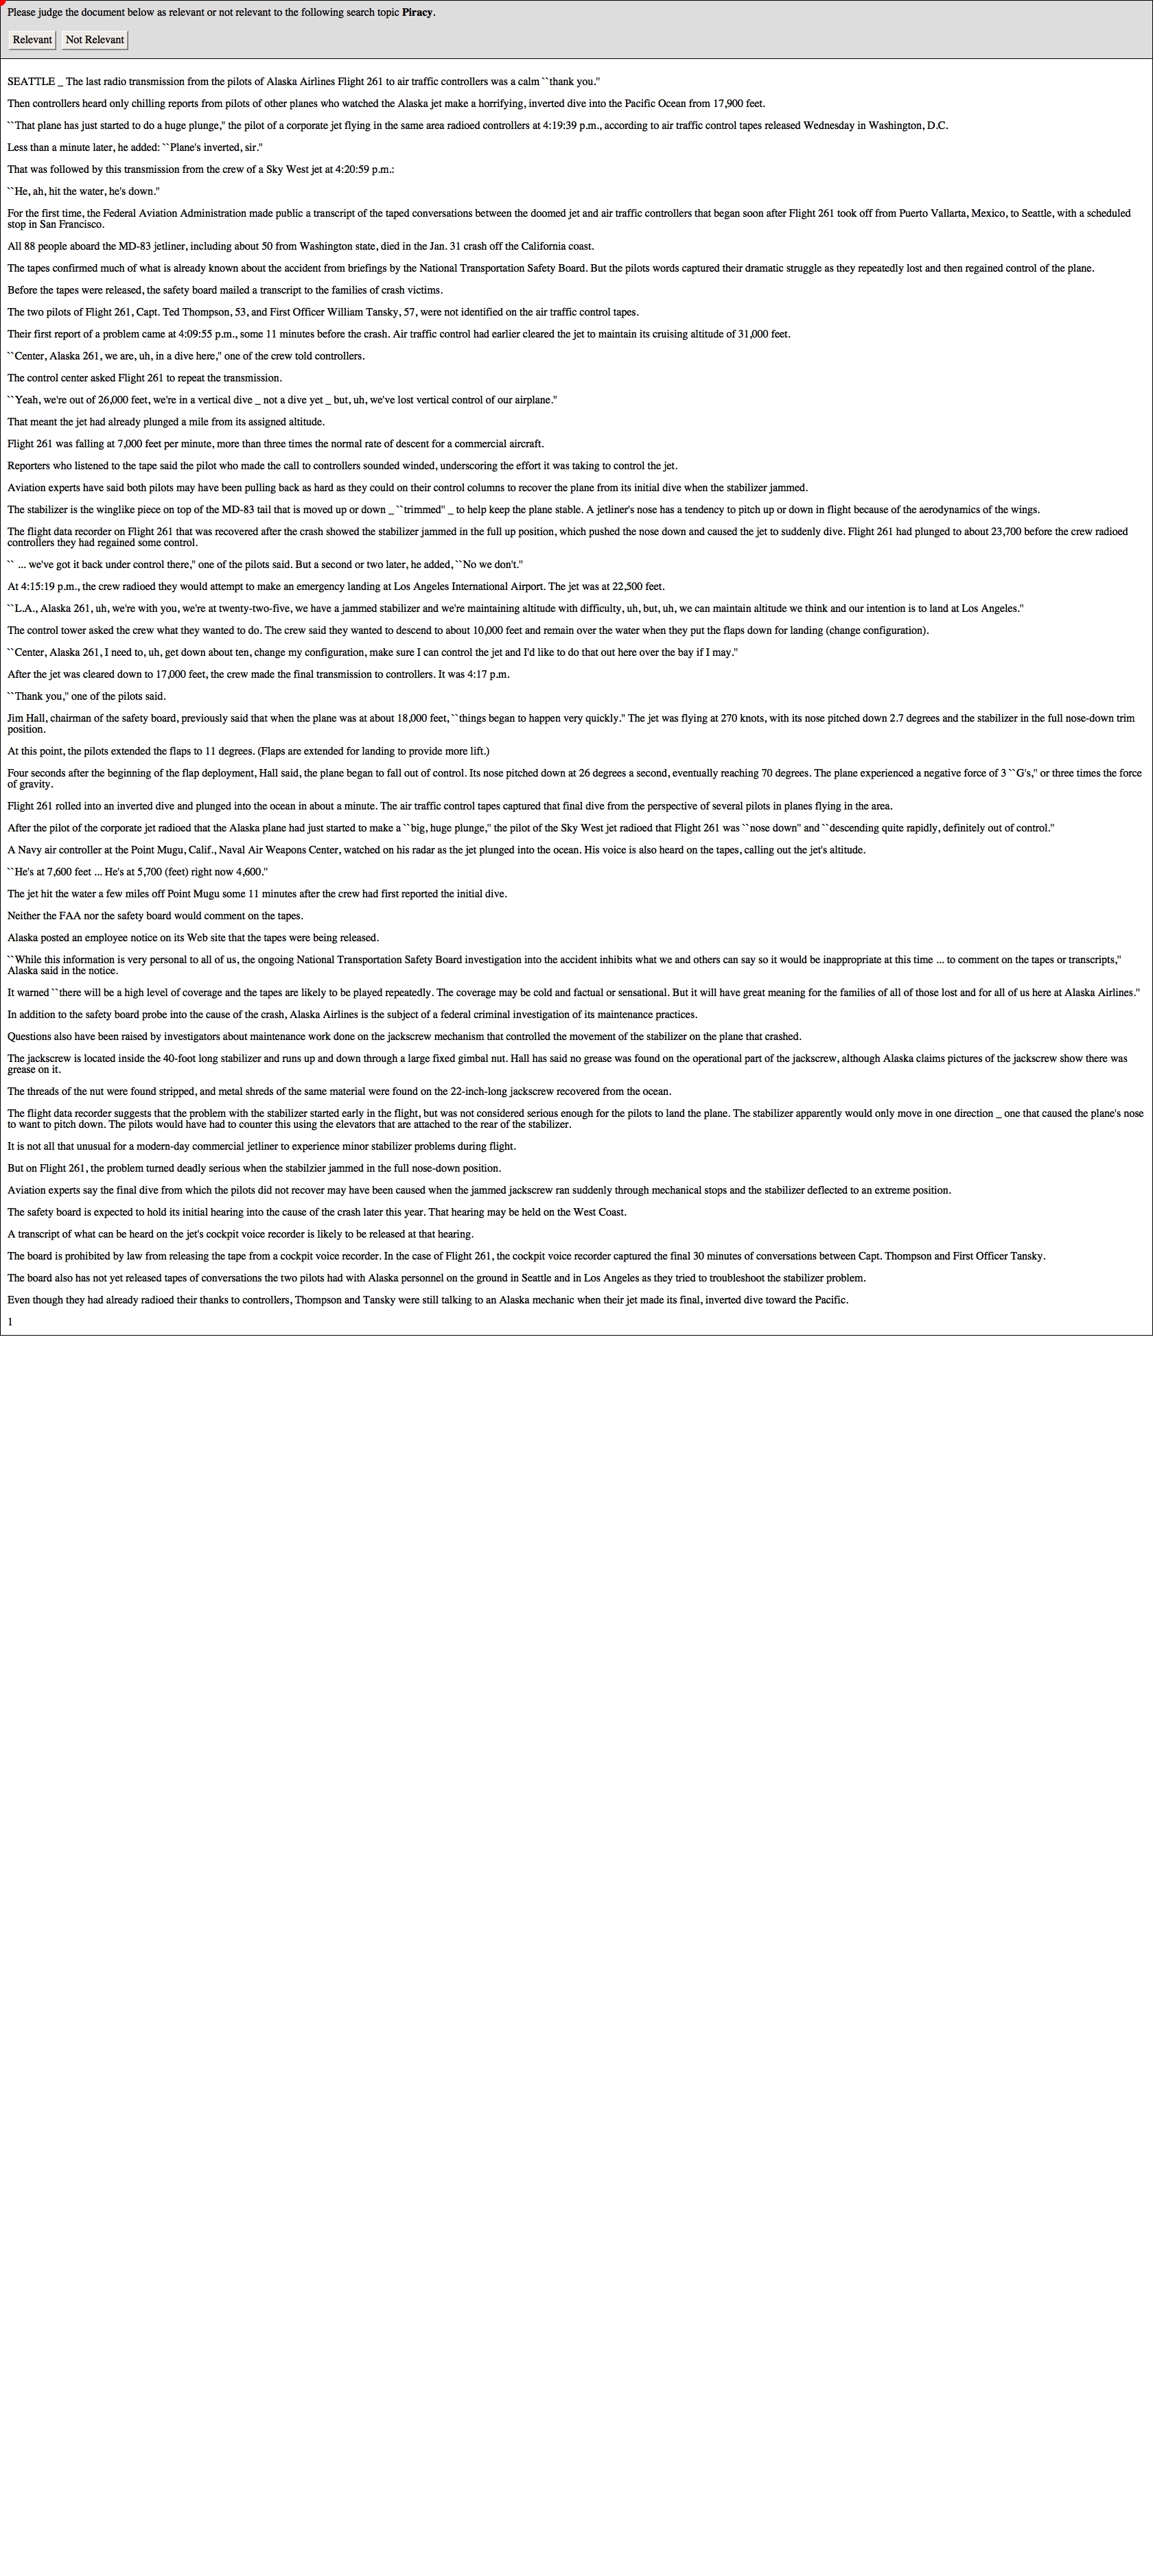 Please judge the document below as relevant or not relevant to the following search topic Piracy.
Relevant Not Relevant
SEATTLE _ The last radio transmission from the pilots of Alaska Airlines Flight 261 to air traffic controllers was a calm ``thank you.''
Then controllers heard only chilling reports from pilots of other planes who watched the Alaska jet make a horrifying, inverted dive into the Pacific Ocean from 17,900 feet.
``That plane has just started to do a huge plunge,'' the pilot of a corporate jet flying in the same area radioed controllers at 4:19:39 p.m., according to air traffic control tapes released Wednesday in Washington, D.C.
Less than a minute later, he added: ``Plane's inverted, sir.''
That was followed by this transmission from the crew of a Sky West jet at 4:20:59 p.m.:
``He, ah, hit the water, he's down.''
For the first time, the Federal Aviation Administration made public a transcript of the taped conversations between the doomed jet and air traffic controllers that began soon after Flight 261 took off from Puerto Vallarta, Mexico, to Seattle, with a scheduled
stop in San Francisco.
All 88 people aboard the MD-83 jetliner, including about 50 from Washington state, died in the Jan. 31 crash off the California coast.
The tapes confirmed much of what is already known about the accident from briefings by the National Transportation Safety Board. But the pilots words captured their dramatic struggle as they repeatedly lost and then regained control of the plane.
Before the tapes were released, the safety board mailed a transcript to the families of crash victims.
The two pilots of Flight 261, Capt. Ted Thompson, 53, and First Officer William Tansky, 57, were not identified on the air traffic control tapes.
Their first report of a problem came at 4:09:55 p.m., some 11 minutes before the crash. Air traffic control had earlier cleared the jet to maintain its cruising altitude of 31,000 feet.
``Center, Alaska 261, we are, uh, in a dive here,'' one of the crew told controllers.
The control center asked Flight 261 to repeat the transmission.
``Yeah, we're out of 26,000 feet, we're in a vertical dive _ not a dive yet _ but, uh, we've lost vertical control of our airplane.''
That meant the jet had already plunged a mile from its assigned altitude.
Flight 261 was falling at 7,000 feet per minute, more than three times the normal rate of descent for a commercial aircraft.
Reporters who listened to the tape said the pilot who made the call to controllers sounded winded, underscoring the effort it was taking to control the jet.
Aviation experts have said both pilots may have been pulling back as hard as they could on their control columns to recover the plane from its initial dive when the stabilizer jammed.
The stabilizer is the winglike piece on top of the MD-83 tail that is moved up or down _ ``trimmed'' _ to help keep the plane stable. A jetliner's nose has a tendency to pitch up or down in flight because of the aerodynamics of the wings.
The flight data recorder on Flight 261 that was recovered after the crash showed the stabilizer jammed in the full up position, which pushed the nose down and caused the jet to suddenly dive. Flight 261 had plunged to about 23,700 before the crew radioed
controllers they had regained some control.
`` ... we've got it back under control there,'' one of the pilots said. But a second or two later, he added, ``No we don't.''
At 4:15:19 p.m., the crew radioed they would attempt to make an emergency landing at Los Angeles International Airport. The jet was at 22,500 feet.
``L.A., Alaska 261, uh, we're with you, we're at twenty-two-five, we have a jammed stabilizer and we're maintaining altitude with difficulty, uh, but, uh, we can maintain altitude we think and our intention is to land at Los Angeles.''
The control tower asked the crew what they wanted to do. The crew said they wanted to descend to about 10,000 feet and remain over the water when they put the flaps down for landing (change configuration).
``Center, Alaska 261, I need to, uh, get down about ten, change my configuration, make sure I can control the jet and I'd like to do that out here over the bay if I may.''
After the jet was cleared down to 17,000 feet, the crew made the final transmission to controllers. It was 4:17 p.m.
``Thank you,'' one of the pilots said.
Jim Hall, chairman of the safety board, previously said that when the plane was at about 18,000 feet, ``things began to happen very quickly.'' The jet was flying at 270 knots, with its nose pitched down 2.7 degrees and the stabilizer in the full nose-down trim
position.
At this point, the pilots extended the flaps to 11 degrees. (Flaps are extended for landing to provide more lift.)
Four seconds after the beginning of the flap deployment, Hall said, the plane began to fall out of control. Its nose pitched down at 26 degrees a second, eventually reaching 70 degrees. The plane experienced a negative force of 3 ``G's,'' or three times the force
of gravity.
Flight 261 rolled into an inverted dive and plunged into the ocean in about a minute. The air traffic control tapes captured that final dive from the perspective of several pilots in planes flying in the area.
After the pilot of the corporate jet radioed that the Alaska plane had just started to make a ``big, huge plunge,'' the pilot of the Sky West jet radioed that Flight 261 was ``nose down'' and ``descending quite rapidly, definitely out of control.''
A Navy air controller at the Point Mugu, Calif., Naval Air Weapons Center, watched on his radar as the jet plunged into the ocean. His voice is also heard on the tapes, calling out the jet's altitude.
``He's at 7,600 feet ... He's at 5,700 (feet) right now 4,600.''
The jet hit the water a few miles off Point Mugu some 11 minutes after the crew had first reported the initial dive.
Neither the FAA nor the safety board would comment on the tapes.
Alaska posted an employee notice on its Web site that the tapes were being released.
``While this information is very personal to all of us, the ongoing National Transportation Safety Board investigation into the accident inhibits what we and others can say so it would be inappropriate at this time ... to comment on the tapes or transcripts,''
Alaska said in the notice.
It warned ``there will be a high level of coverage and the tapes are likely to be played repeatedly. The coverage may be cold and factual or sensational. But it will have great meaning for the families of all of those lost and for all of us here at Alaska Airlines.''
In addition to the safety board probe into the cause of the crash, Alaska Airlines is the subject of a federal criminal investigation of its maintenance practices.
Questions also have been raised by investigators about maintenance work done on the jackscrew mechanism that controlled the movement of the stabilizer on the plane that crashed.
The jackscrew is located inside the 40-foot long stabilizer and runs up and down through a large fixed gimbal nut. Hall has said no grease was found on the operational part of the jackscrew, although Alaska claims pictures of the jackscrew show there was
grease on it.
The threads of the nut were found stripped, and metal shreds of the same material were found on the 22-inch-long jackscrew recovered from the ocean.
The flight data recorder suggests that the problem with the stabilizer started early in the flight, but was not considered serious enough for the pilots to land the plane. The stabilizer apparently would only move in one direction _ one that caused the plane's nose
to want to pitch down. The pilots would have had to counter this using the elevators that are attached to the rear of the stabilizer.
It is not all that unusual for a modern-day commercial jetliner to experience minor stabilizer problems during flight.
But on Flight 261, the problem turned deadly serious when the stabilzier jammed in the full nose-down position.
Aviation experts say the final dive from which the pilots did not recover may have been caused when the jammed jackscrew ran suddenly through mechanical stops and the stabilizer deflected to an extreme position.
The safety board is expected to hold its initial hearing into the cause of the crash later this year. That hearing may be held on the West Coast.
A transcript of what can be heard on the jet's cockpit voice recorder is likely to be released at that hearing.
The board is prohibited by law from releasing the tape from a cockpit voice recorder. In the case of Flight 261, the cockpit voice recorder captured the final 30 minutes of conversations between Capt. Thompson and First Officer Tansky.
The board also has not yet released tapes of conversations the two pilots had with Alaska personnel on the ground in Seattle and in Los Angeles as they tried to troubleshoot the stabilizer problem.
Even though they had already radioed their thanks to controllers, Thompson and Tansky were still talking to an Alaska mechanic when their jet made its final, inverted dive toward the Pacific.
1